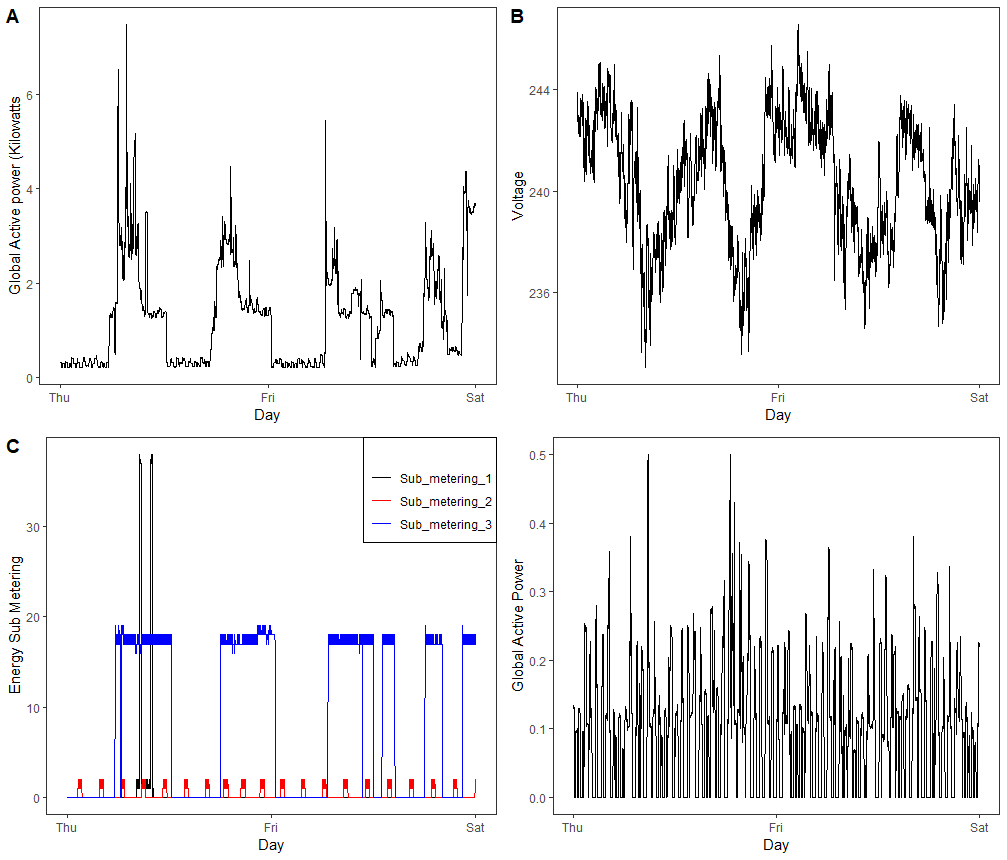 A
Global Active power (Kilowatts
6
4
2
0
Thu
Fri
Sat
Day
B
Voltage
244
240
236
Thu
Fri
Sat
Day
C
Energy Sub Metering
30
20
10
0
Sub_metering_1
Sub_metering_2
Sub_metering_3
Thu
Fri
Sat
Day
Global Active Power
0.5
0.4
0.3
0.2
0.1
0.0
Thu
Fri
Sat
Day